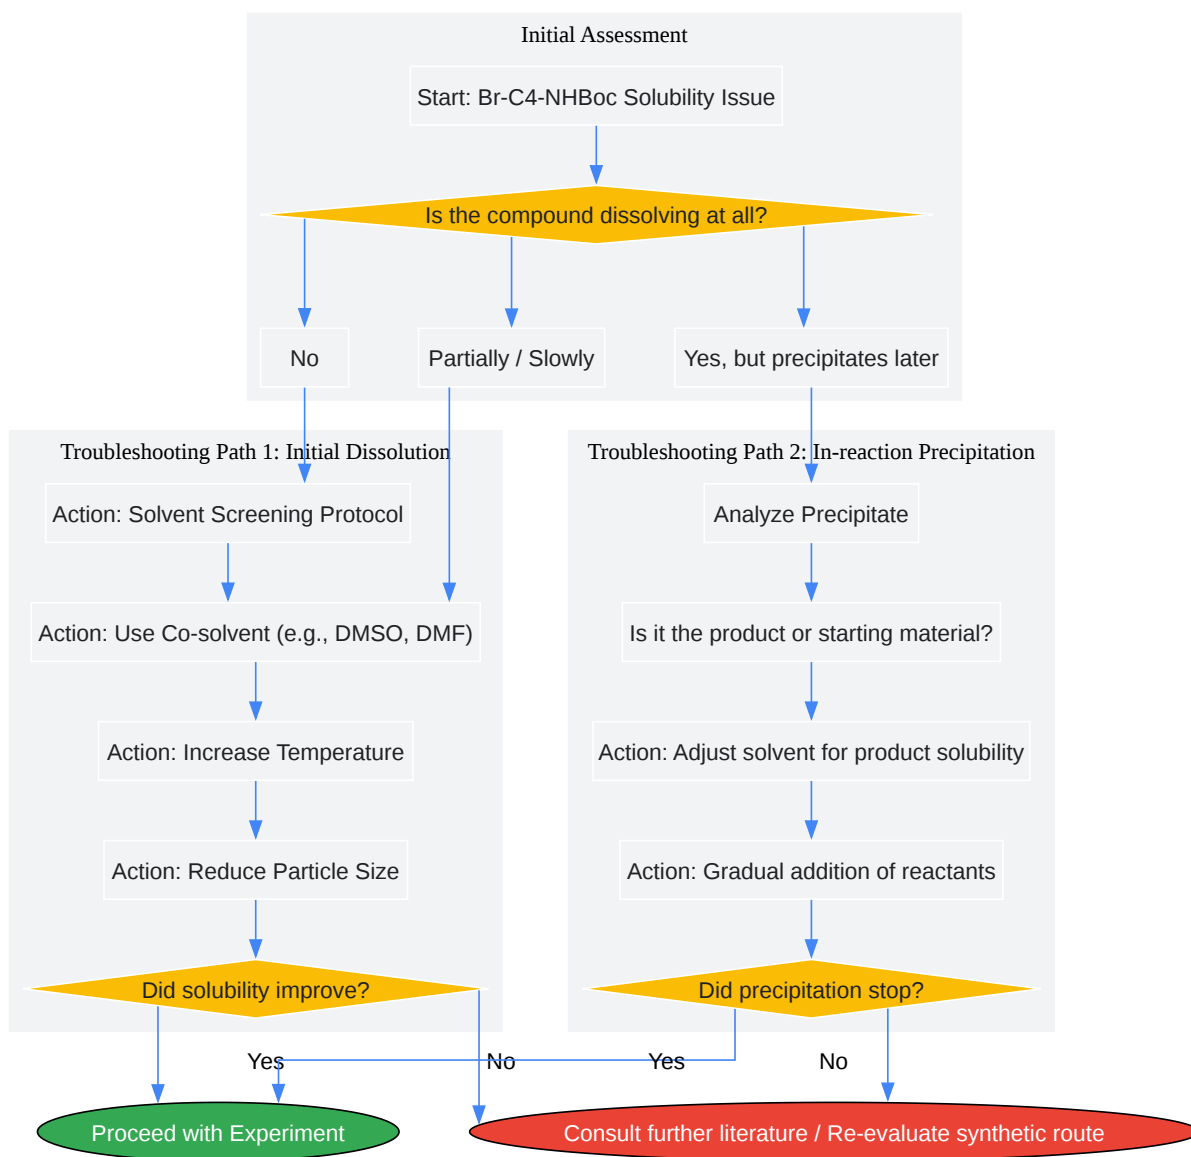 Initial Assessment
Start: Br-C4-NHBoc Solubility Issue
Is the compound dissolving at all?
No
Partially / Slowly
Yes, but precipitates later
Troubleshooting Path 1: Initial Dissolution
Troubleshooting Path 2: In-reaction Precipitation
Action: Solvent Screening Protocol
Analyze Precipitate
Action: Use Co-solvent (e.g., DMSO, DMF)
Is it the product or starting material?
Action: Increase Temperature
Action: Adjust solvent for product solubility
Action: Reduce Particle Size
Action: Gradual addition of reactants
Did solubility improve?
Did precipitation stop?
Yes
No
Yes
No
Proceed with Experiment
Consult further literature / Re-evaluate synthetic route